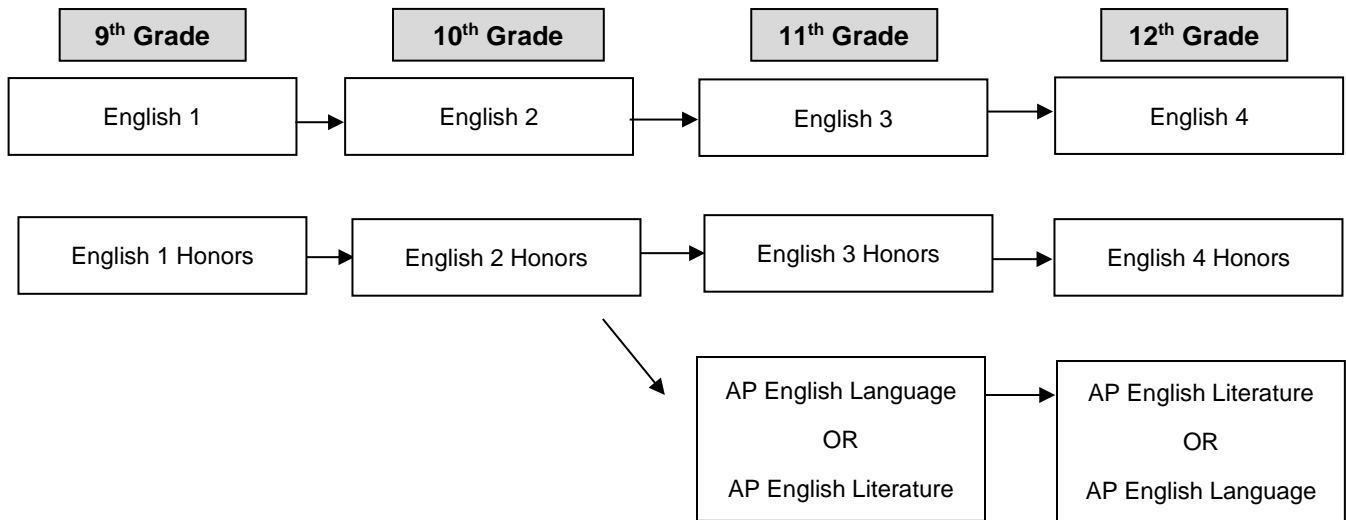 9th Grade
10th Grade
11th Grade
12th Grade
English 1
English 2
English 3
English 4
English 1 Honors
English 2 Honors
English 3 Honors
English 4 Honors
AP English Language
OR
AP English Literature
AP English Literature
OR
AP English Language